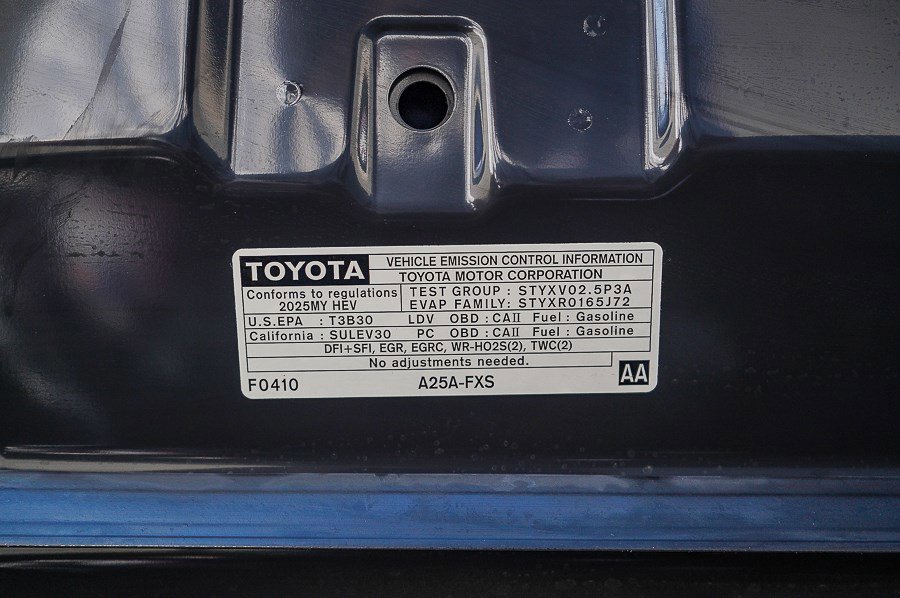 TOYOTA VEHICLE EMISSION CONTROL INFORMATION
TOYOTA MOTOR CORPORATION
Conforms to regulations
2025MY HEV
TEST GROUP : STYXV02.5P3A
EVAP FAMILY: STYXR0165J72
U.S.EPA : T3B30 LDV OBD : CAII Fuel : Gasoline
California : SULEV30 PC OBD : CAII Fuel : Gasoline
DFI+SFI, EGR, EGRC, WR-HO2S(2), TWC(2)
No adjustments needed.
F0410 A25A-FXS AA